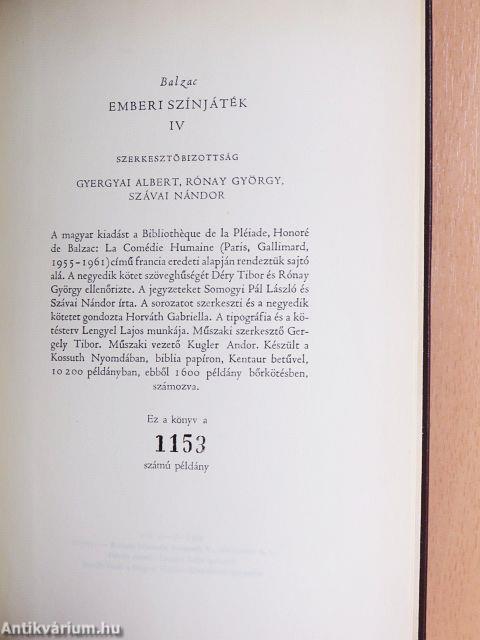 Balzac
EMBERI SZÍNJÁTÉK
IV
SZERKESZTŐBIZOTTSÁG
GYERGYAI ALBERT, RÓNAY GYÖRGY,
SZÁVAI NÁNDOR
A magyar kiadást a Bibliothèque de la Pléiade, Honoré
de Balzac: La Comédie Humaine (Paris, Gallimard,
1955-1961) című francia eredeti alapján rendeztük sajtó
alá. A negyedik kötet szöveghűségét Déry Tibor és Rónay
György ellenőrizte. A jegyzeteket Somogyi Pál László és
Szávai Nándor írta. A sorozatot szerkeszti és a negyedik
kötetet gondozta Horváth Gabriella. A tipográfia és a kö-
tésterv Lengyel Lajos munkája. Műszaki szerkesztő Ger-
gely Tibor. Műszaki vezető Kugler Andor. Készült a
Kossuth Nyomdában, biblia papíron, Kentaur betűvel,
10 200 példányban, ebből 1600 példány bőrkötésben,
számozva.
Ez a könyv a
1153
számú példány
Antikvárium.hu